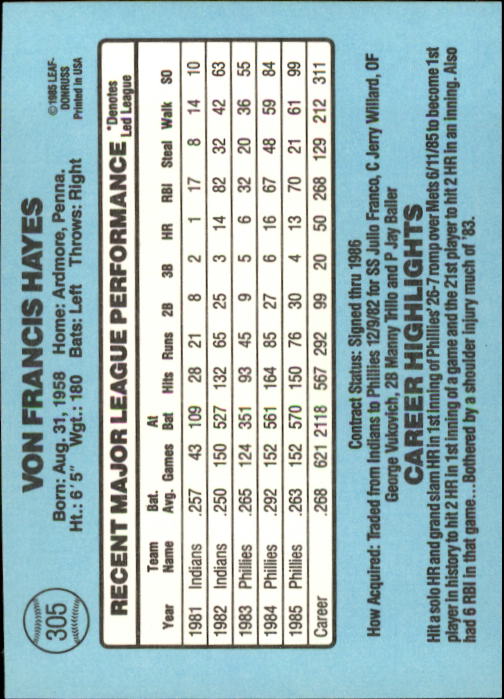 305
VON FRANCIS HAYES
©1985 LEAF-
DONRUSS
Printed in USA
Born: Aug. 31, 1958 Home: Ardmore, Penna.
Ht.: 6'5" Wgt.: 180 Bats: Left Throws: Right
RECENT MAJOR LEAGUE PERFORMANCE
*Denotes
Led League
Year Team Name Bat. Avg. Games At Bat Hits Runs 2B 3B HR RBI Steal Walk SO
1981 Indians .257 43 109 28 21 8 2 1 17 8 14 10
1982 Indians .250 150 527 132 65 25 3 14 82 32 42 63
1983 Phillies .265 124 351 93 45 9 5 6 32 20 36 55
1984 Phillies .292 152 561 164 85 27 6 16 67 48 59 84
1985 Phillies .263 152 570 150 76 30 4 13 70 21 61 99
Career .268 621 2118 567 292 99 20 50 268 129 212 311
Contract Status: Signed thru 1986
How Acquired: Traded from Indians to Phillies 12/9/82 for SS Julio Franco, C Jerry Willard, OF
George Vukovich, 2B Manny Trillo and P Jay Baller
CAREER HIGHLIGHTS
Hit a solo HR and grand slam HR in 1st inning of Phillies' 26-7 romp over Mets 6/11/85 to become 1st
player in history to hit 2 HR in 1st inning of a game and the 21st player to hit 2 HR in an inning. Also
had 6 RBI in that game...Bothered by a shoulder injury much of '83.